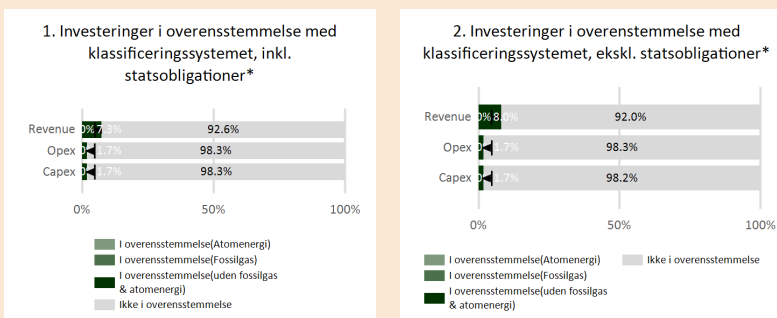 1. Investeringer i overensstemmelse med
klassificeringssystemet, inkl.
statsobligationer*
Revenue 0% 7.3% 92.6%
Opex 1.7% 98.3%
Capex 1.7% 98.3%
0% 50% 100%
I overensstemmelse(Atomenergi)
I overensstemmelse(Fossilgas)
I overensstemmelse(uden fossilgas
& atomenergi)
Ikke i overensstemmelse
2. Investeringer i overenstemmelse med
klassificeringssystemet, ekskl. statsobligationer*
Revenue 0% 8.0% 92.0%
Opex 1.7% 98.3%
Capex 1.7% 98.2%
0% 50% 100%
I overensstemmelse(Atomenergi) Ikke i overensstemmelse
I overensstemmelse(Fossilgas)
I overensstemmelse(uden fossilgas
& atomenergi)